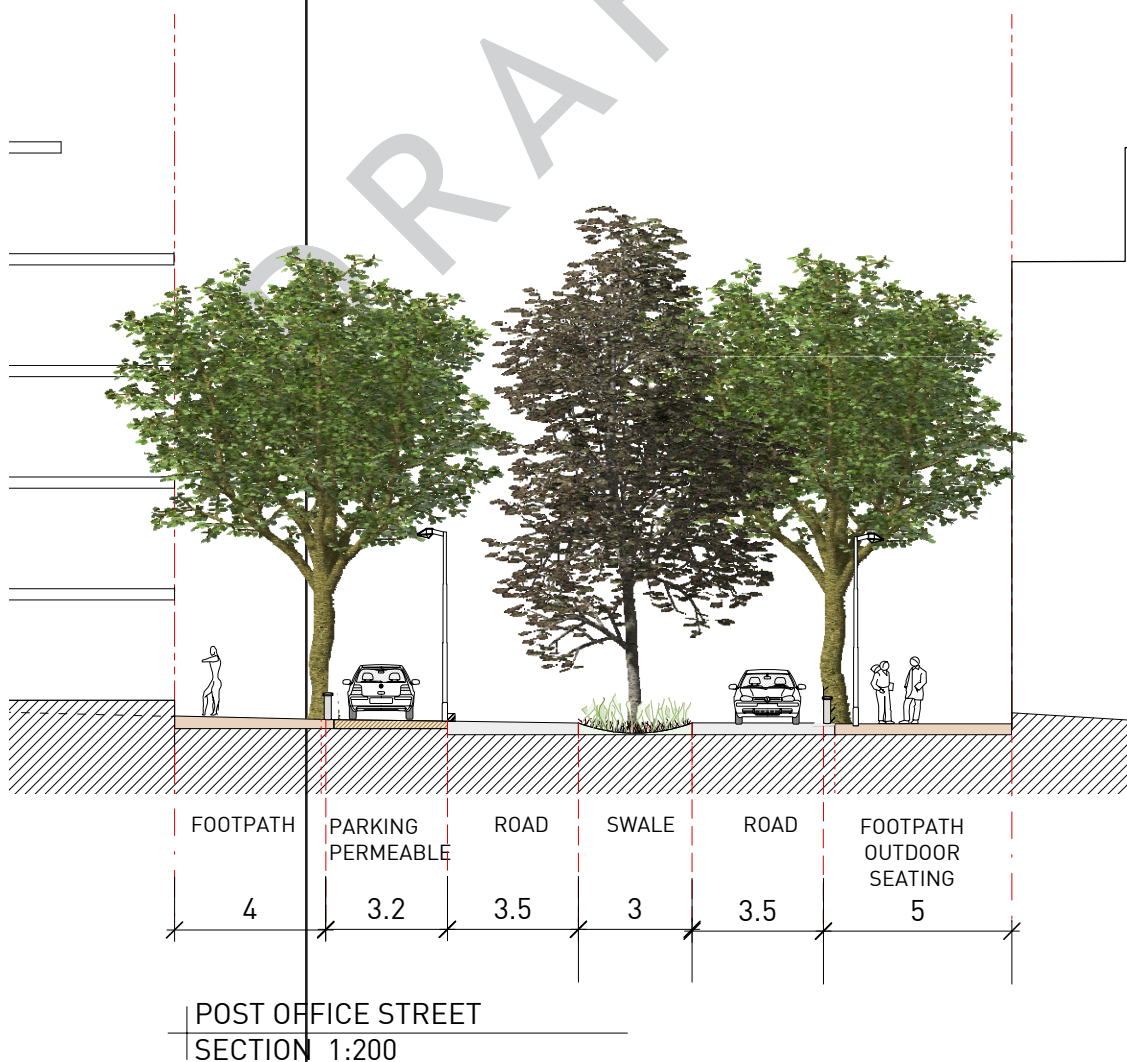 DRAF
FOOTPATH
PARKING
PERMEABLE
ROAD
SWALE
ROAD
FOOTPATH
OUTDOOR
SEATING
4
3.2
3.5
3
3.5
5
POST OFFICE STREET
SECTION 1:200